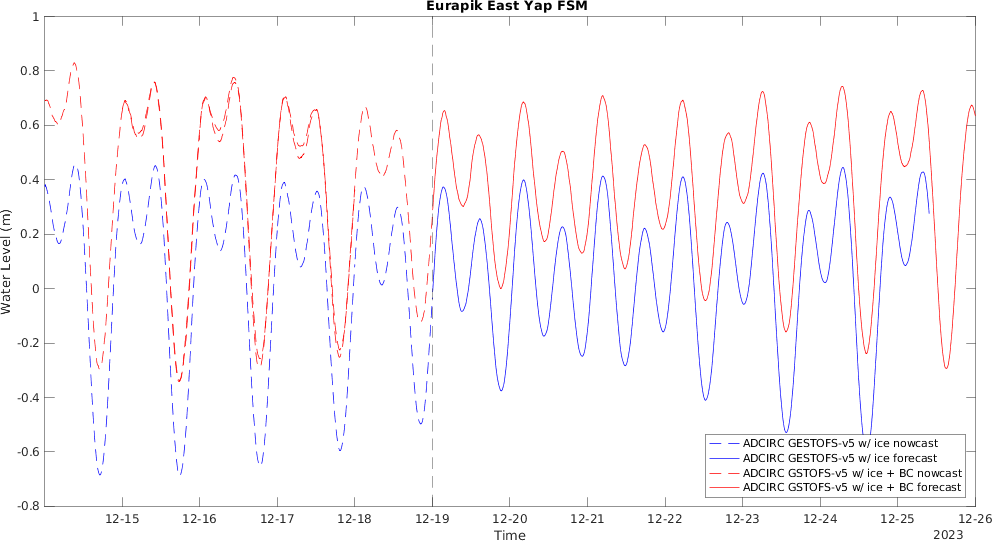 Eurapik East Yap FSM
1
0.8
0.6
0.4
0.2
0
-0.2
-0.4
-0.6
-0.8
Water Level (m)
ADCIRC GESTOFS-v5 w/ ice nowcast
ADCIRC GESTOFS-v5 w/ ice forecast
ADCIRC GSTOFS-v5 w/ ice + BC nowcast
ADCIRC GSTOFS-v5 w/ ice + BC forecast
12-15 12-16 12-17 12-18 12-19 12-20 12-21 12-22 12-23 12-24 12-25 12-26
Time
2023